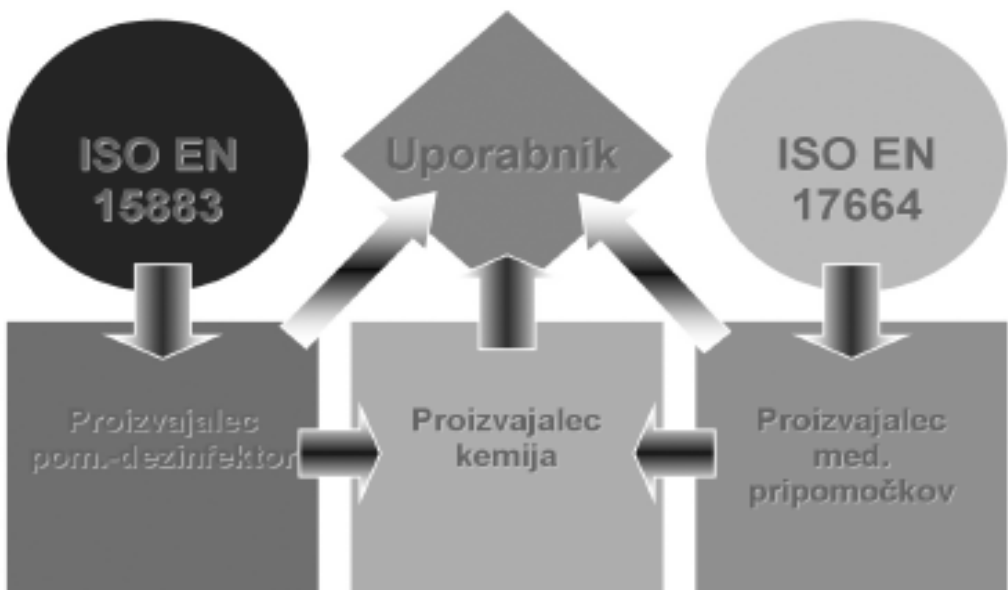 ISO EN
15883
Uporabnik
ISO EN
17664
Proizvajalec
pom.-dezinfektor
Proizvajalec
kemija
Proizvajalec
med.
pripomočkov